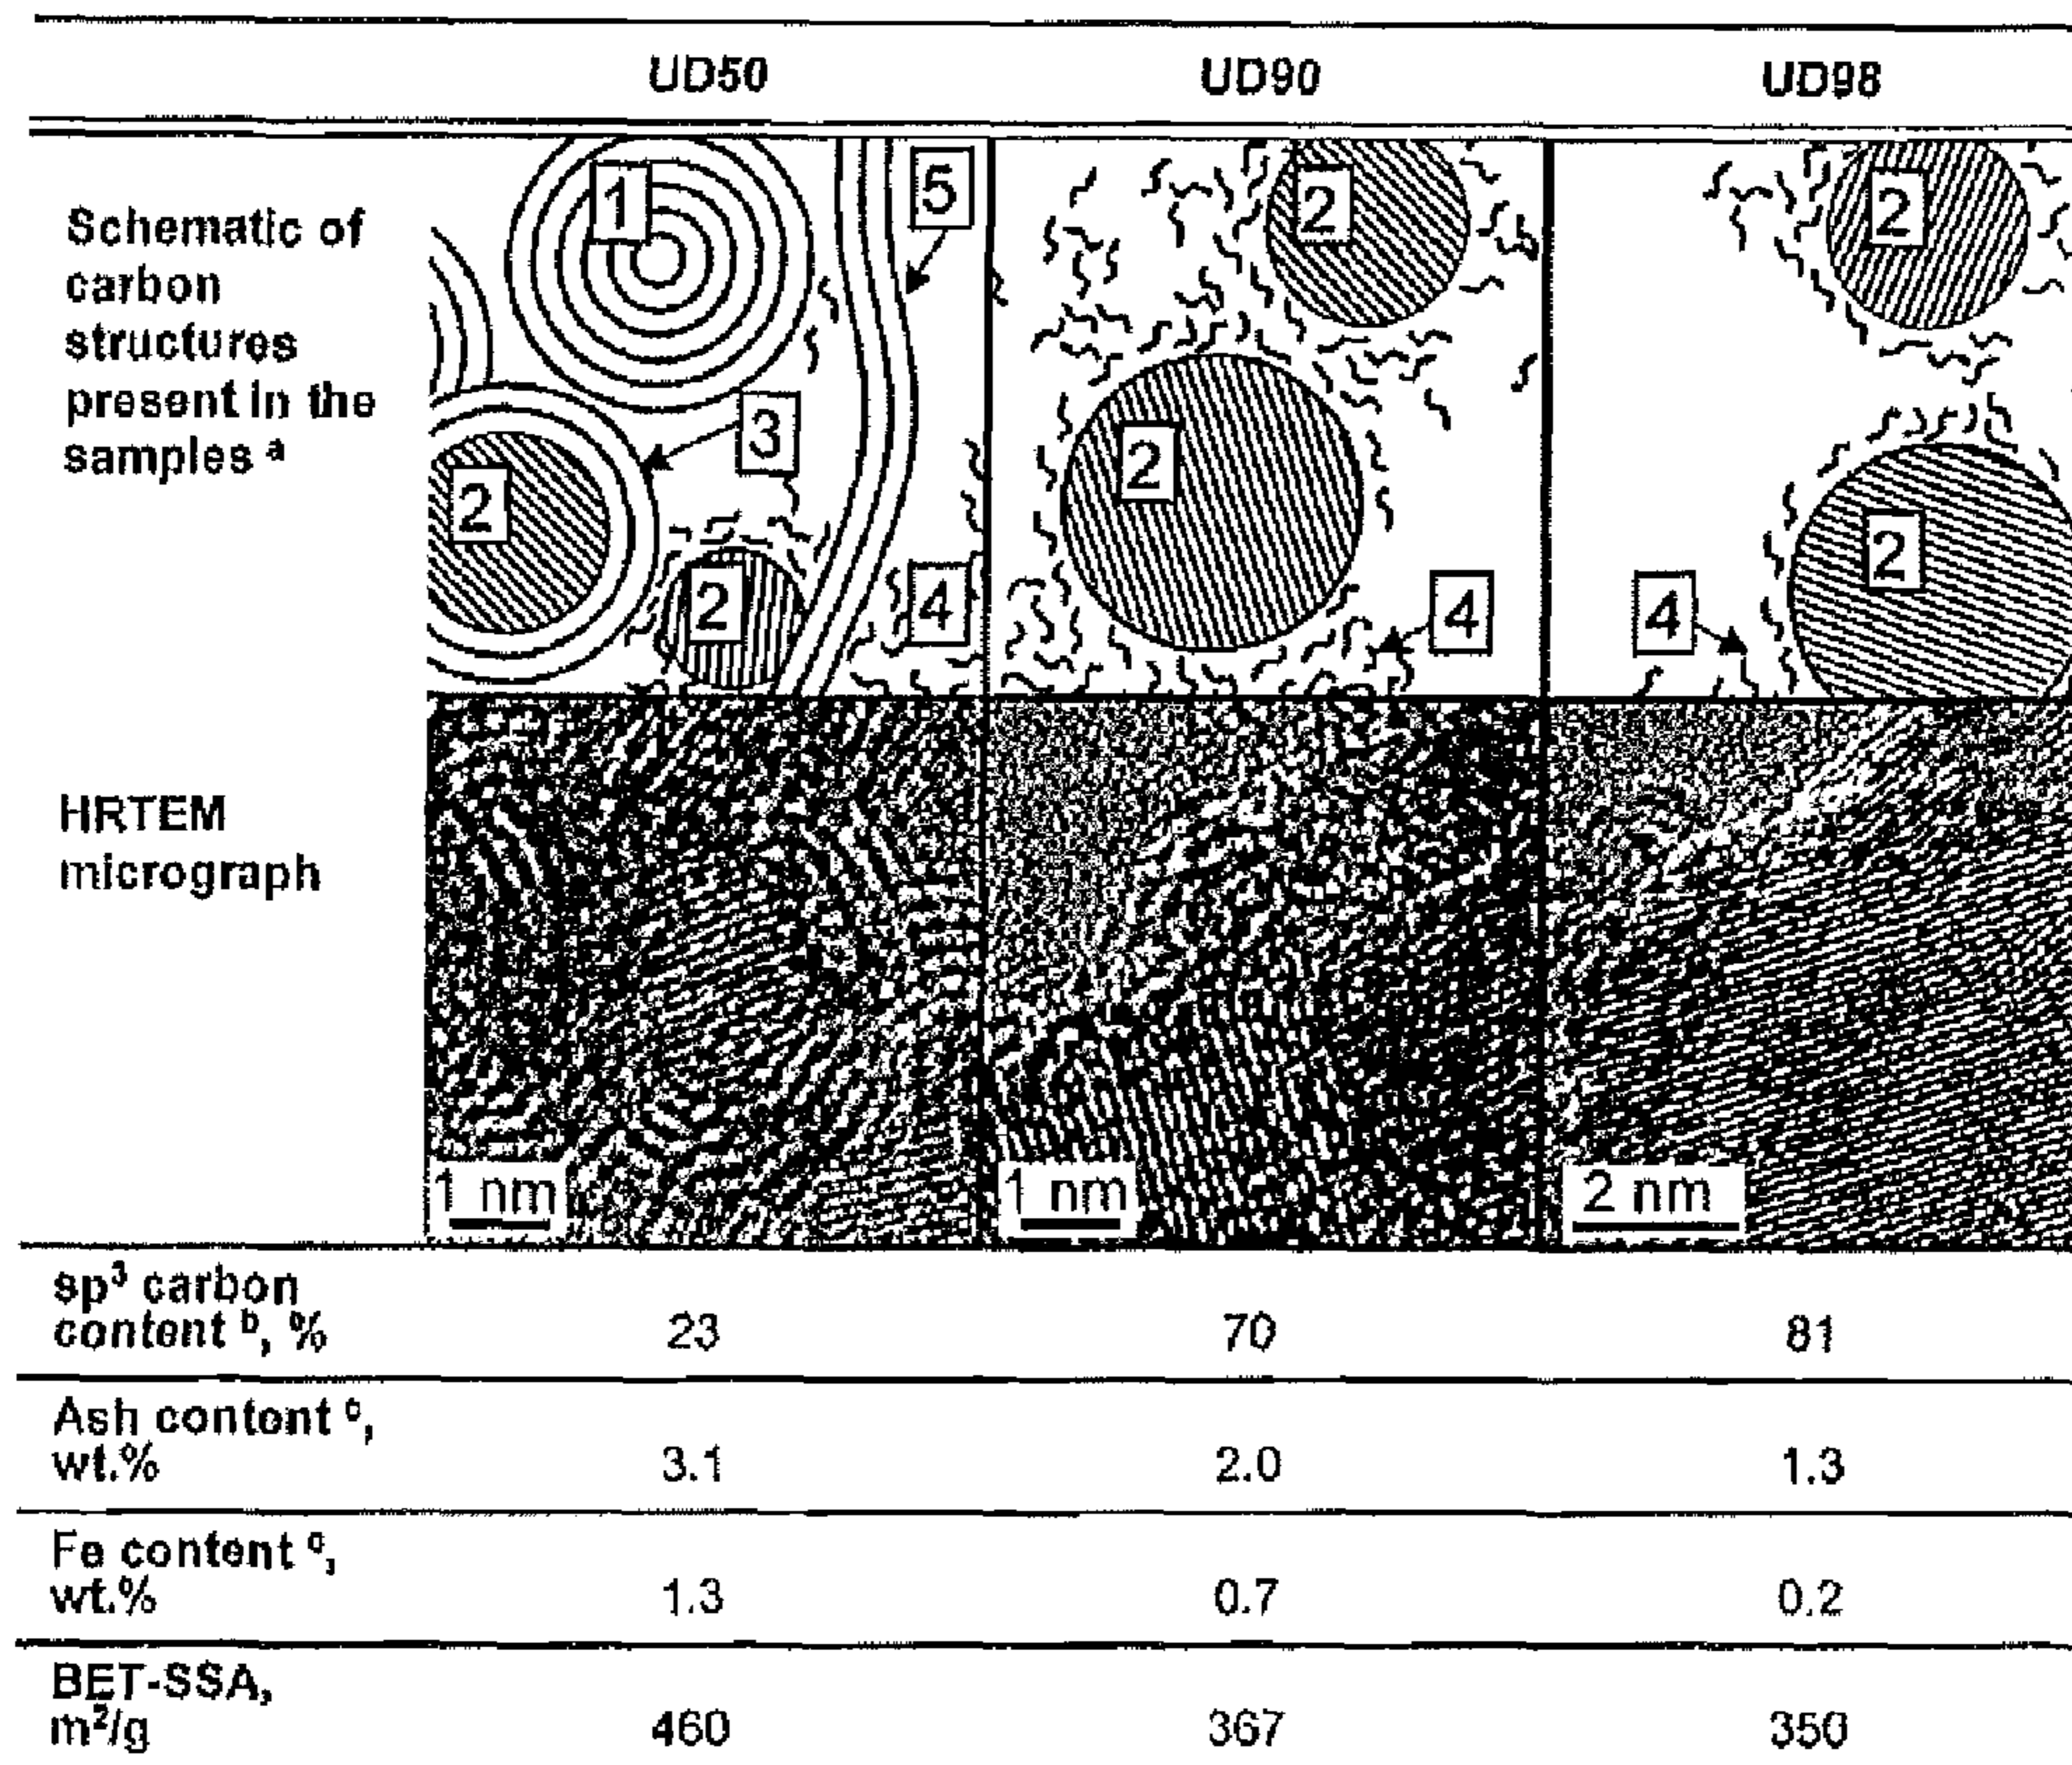 UD50 UD90 UD98
Schematic of
carbon
structures
present in the
samples ᵃ
1 5 2 2
3
2 2 2
2 4 4 4
HRTEM
micrograph
1 nm 1 nm 2 nm
sp³ carbon
content ᵇ, % 23 70 81
Ash content ᶜ,
wt.% 3.1 2.0 1.3
Fe content ᶜ,
wt.% 1.3 0.7 0.2
BET-SSA,
m²/g 460 367 350